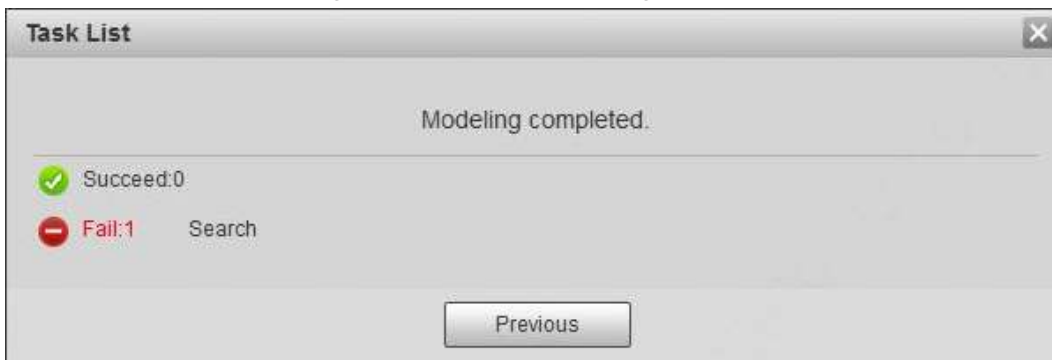 Task List
Modeling completed.
Succeed:0
Fail:1 Search
Previous